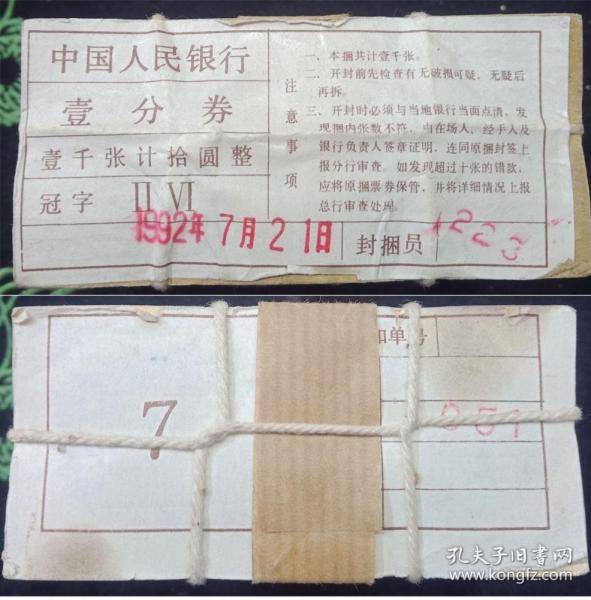 中国人民银行
壹分券
壹千张计拾圆整
冠字 II VI
1992年7月21日
封捆员
1223
注意事项
一、本捆共计壹千张。
二、开封前先检查有无破损可疑，无疑后
再拆。
三、开封时必须与当地银行当面点清，发
现捆内张数不符，由在场人、经手人及
银行负责人签章证明，连同原捆封签上
报分行审查。如发现超过十张的错款，
应将原捆票券保管，并将详细情况上报
总行审查处理。
7
单号
051
孔夫子旧书网
www.kongfz.com